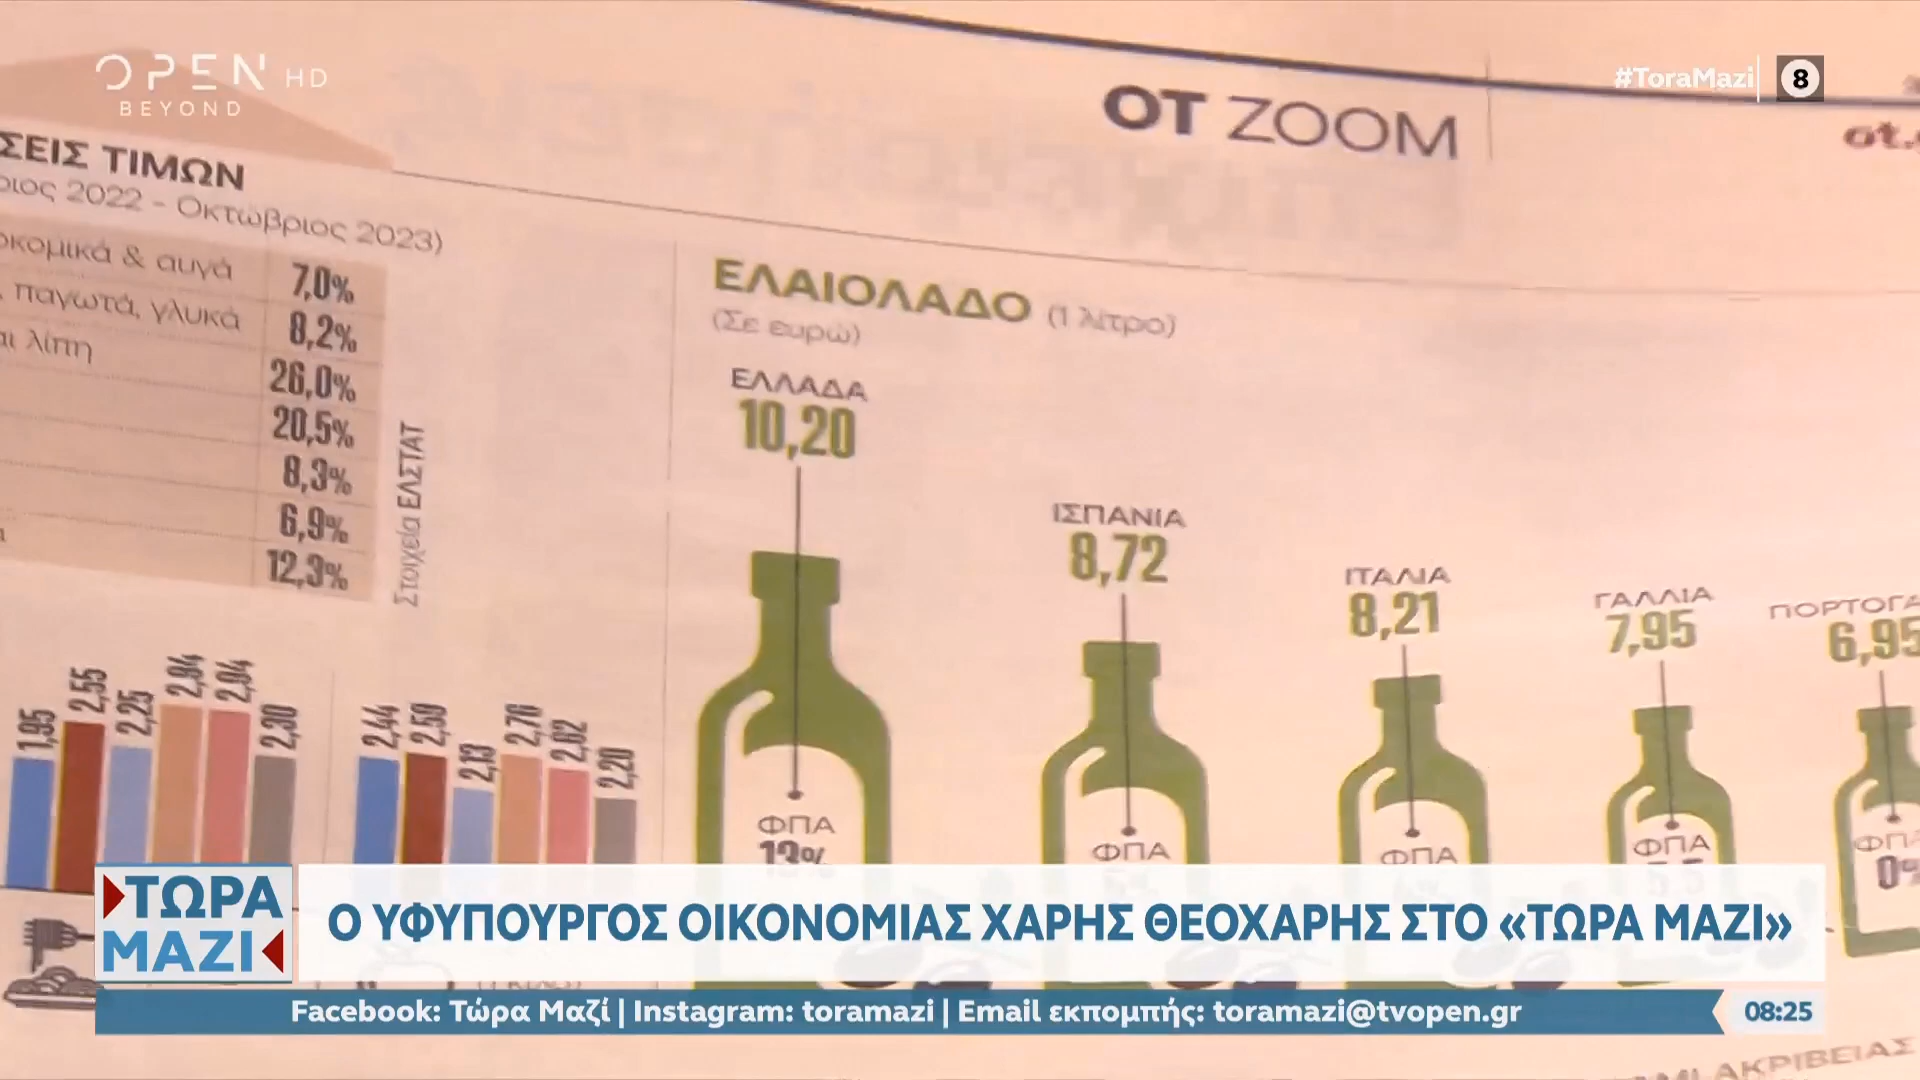 OPEN HD
BEYOND
#ToraMazi
8
OT ZOOM
ot.
ΣΕΙΣ ΤΙΜΩΝ
2022 - Οκτώβριος 2023)
& αυγά 7,0%
παγωτά, γλυκά 8,2%
λίπη 26,0%
20,5%
8,3%
6,9%
12,3%
Στοιχεία ΕΛΣΤΑΤ
ΕΛΑΙΟΛΑΔΟ (1 λίτρο)
(Σε ευρώ)
ΕΛΛΑΔΑ
10,20
ΙΣΠΑΝΙΑ
8,72
ΙΤΑΛΙΑ
8,21
ΓΑΛΛΙΑ
7,95
ΠΟΡΤΟΓΑ
6,95
1,95 2,55 2,25 2,84 2,84 2,30
2,44 2,59 2,13 2,76 2,62 2,20
ΦΠΑ
13%
ΦΠΑ
ΦΠΑ
ΦΠΑ
5,5
ΦΠΑ
0%
ΤΩΡΑ
ΜΑΖΙ
Ο ΥΦΥΠΟΥΡΓΟΣ ΟΙΚΟΝΟΜΙΑΣ ΧΑΡΗΣ ΘΕΟΧΑΡΗΣ ΣΤΟ «ΤΩΡΑ ΜΑΖΙ»
Facebook: Τώρα Μαζί | Instagram: toramazi | Email εκπομπής: toramazi@tvopen.gr
08:25
ΑΚΡΙΒΕΙΑΣ